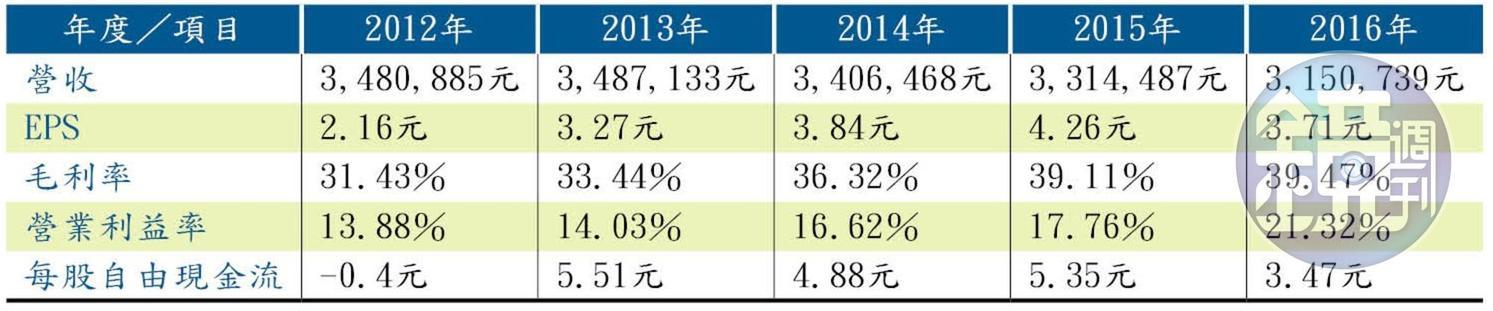 年度／項目 2012年 2013年 2014年 2015年 2016年
營收 3,480,885元 3,487,133元 3,406,468元 3,314,487元 3,150,739元
EPS 2.16元 3.27元 3.84元 4.26元 3.71元
毛利率 31.43% 33.44% 36.32% 39.11% 39.47%
營業利益率 13.88% 14.03% 16.62% 17.76% 21.32%
每股自由現金流 -0.4元 5.51元 4.88元 5.35元 3.47元
鏡週刊